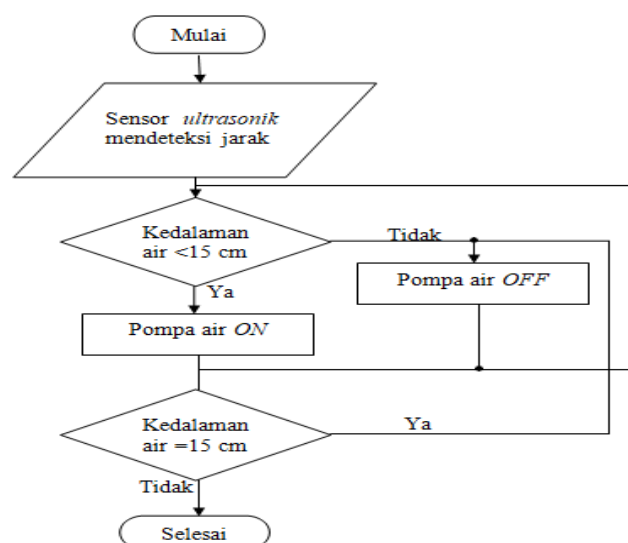 Mulai
Sensor ultrasonik
mendeteksi jarak
Kedalaman
air <15 cm
Tidak
Pompa air OFF
Ya
Pompa air ON
Kedalaman
air =15 cm
Ya
Tidak
Selesai